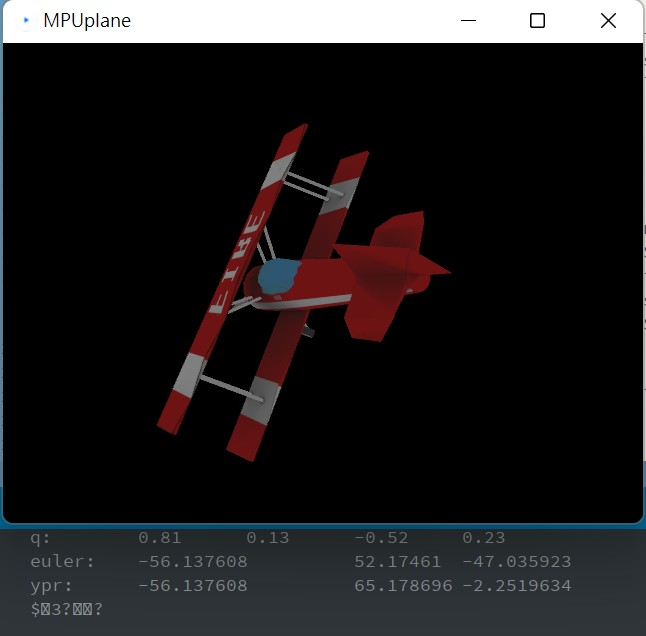 MPUplane
FIRE
q: 0.81 0.13 -0.52 0.23
euler: -56.137608 52.17461 -47.035923
ypr: -56.137608 65.178696 -2.2519634